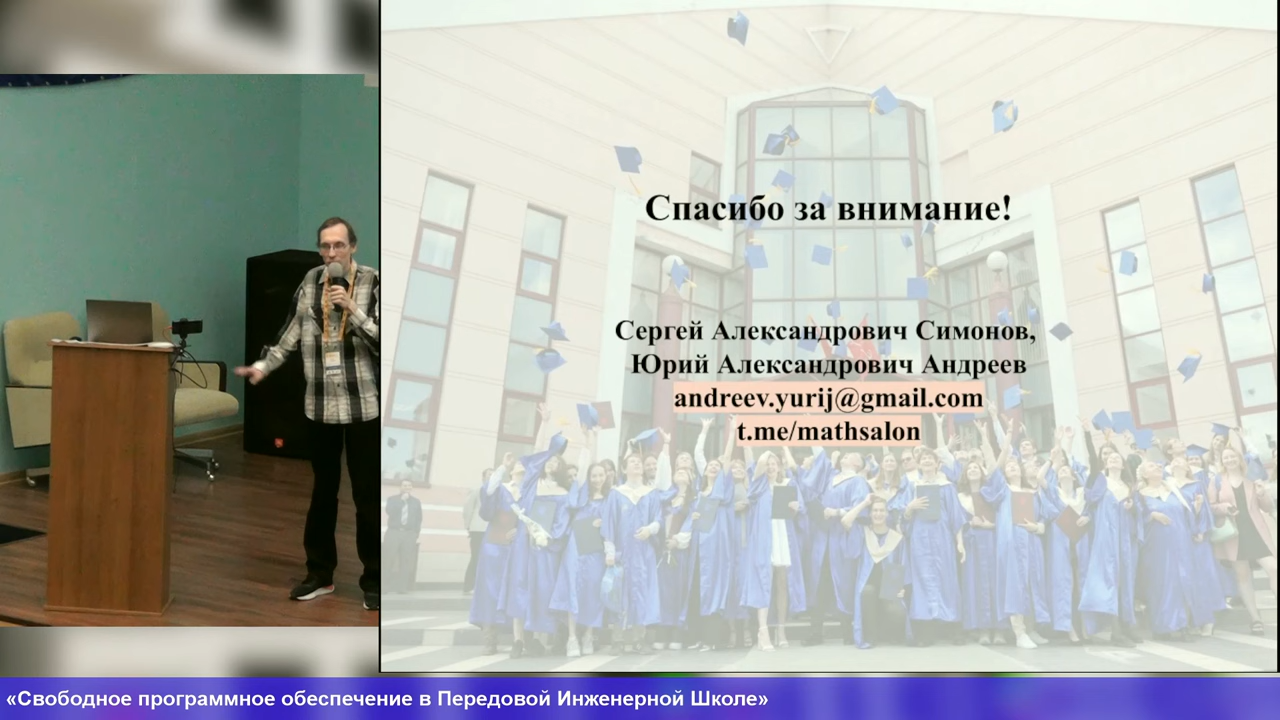 Спасибо за внимание!
Сергей Александрович Симонов,
Юрий Александрович Андреев
andreev.yurij@gmail.com
t.me/mathsalon
«Свободное программное обеспечение в Передовой Инженерной Школе»